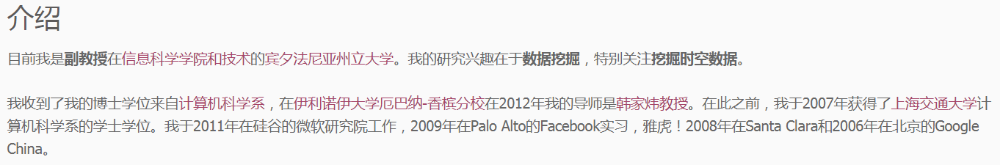 介绍
目前我是副教授在信息科学学院和技术的宾夕法尼亚州立大学。我的研究兴趣在于数据挖掘，特别关注挖掘时空数据。
我收到了我的博士学位来自计算机科学系，在伊利诺伊大学厄巴纳-香槟分校在2012年我的导师是韩家炜教授。在此之前，我于2007年获得了上海交通大学计
算机科学系的学士学位。我于2011年在硅谷的微软研究院工作，2009年在Palo Alto的Facebook实习，雅虎！2008年在Santa Clara和2006年在北京的Google
China。